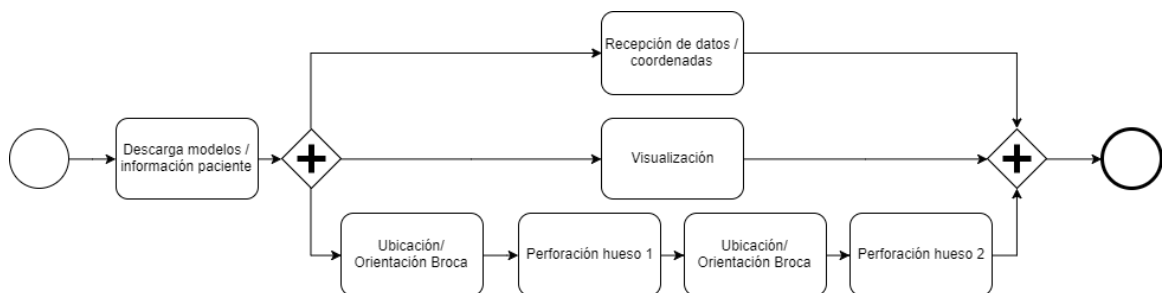 Recepción de datos /
coordenadas
Descarga modelos /
información paciente
Visualización
Ubicación/
Orientación Broca
Perforación hueso 1
Ubicación/
Orientación Broca
Perforación hueso 2